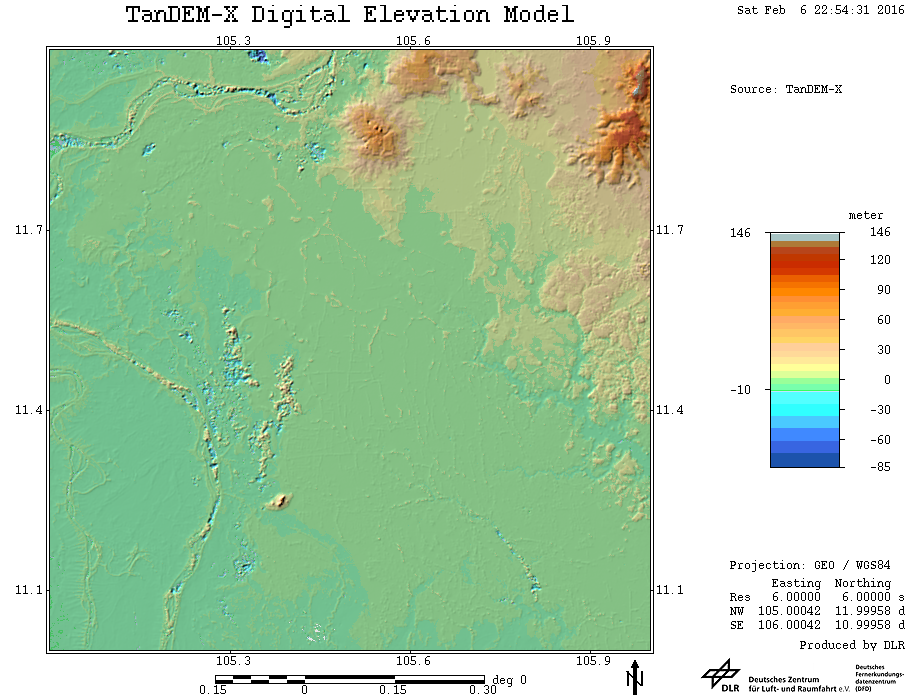 TanDEM-X Digital Elevation Model
Sat Feb 6 22:54:31 2016
105.3 105.6 105.9
Source: TanDEM-X
11.7 11.7
meter
146 146
120
90
60
30
-10 0
-30
-60
-85
11.4 11.4
11.1 11.1
Projection: GEO / WGS84
Easting Northing
Res 6.00000 6.00000 s
NW 105.00042 11.99958 d
SE 106.00042 10.99958 d
Produced by DLR
105.3 105.6 105.9
0.15 0 0.15 0.30 deg 0
N
DLR
Deutsches Zentrum
für Luft- und Raumfahrt e.V.
Deutsches
Fernerkundungs-
datenzentrum
(DFD)